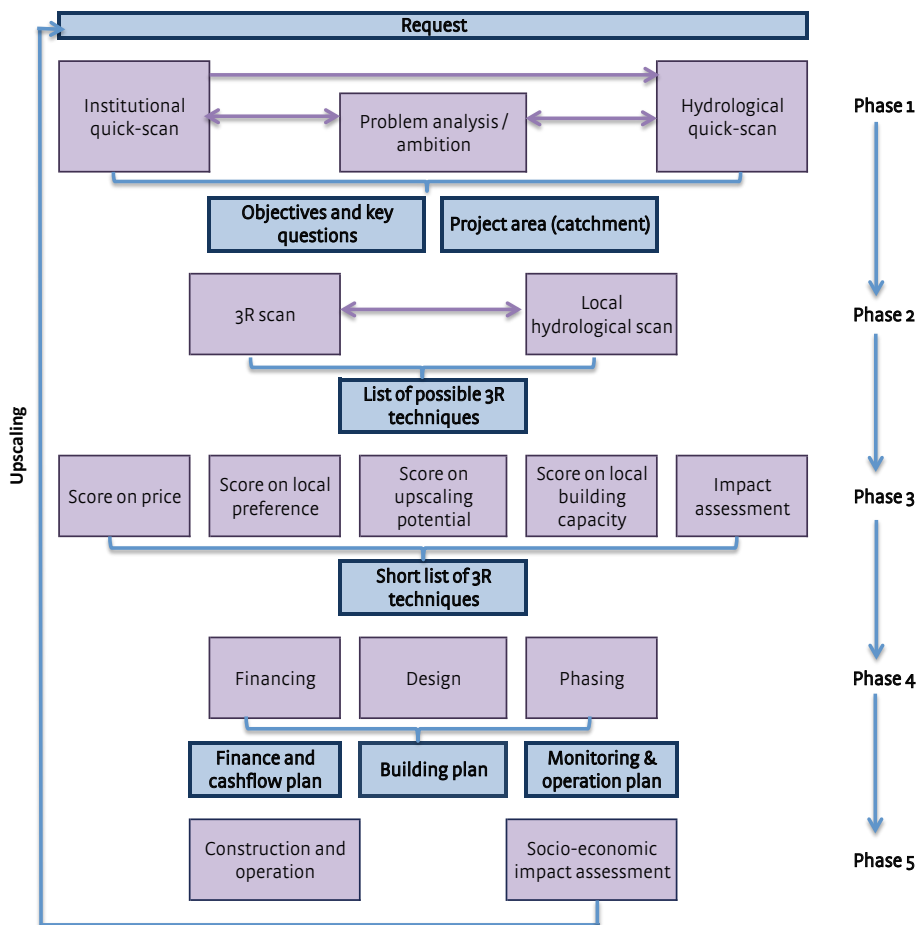 Request
Institutional
quick-scan
Problem analysis /
ambition
Hydrological
quick-scan
Phase 1
Objectives and key
questions
Project area (catchment)
3R scan
Local
hydrological scan
Phase 2
List of possible 3R
techniques
Upscaling
Score on price
Score on local
preference
Score on
upscaling
potential
Score on local
building
capacity
Impact
assessment
Phase 3
Short list of 3R
techniques
Financing
Design
Phasing
Phase 4
Finance and
cashflow plan
Building plan
Monitoring &
operation plan
Construction and
operation
Socio-economic
impact assessment
Phase 5